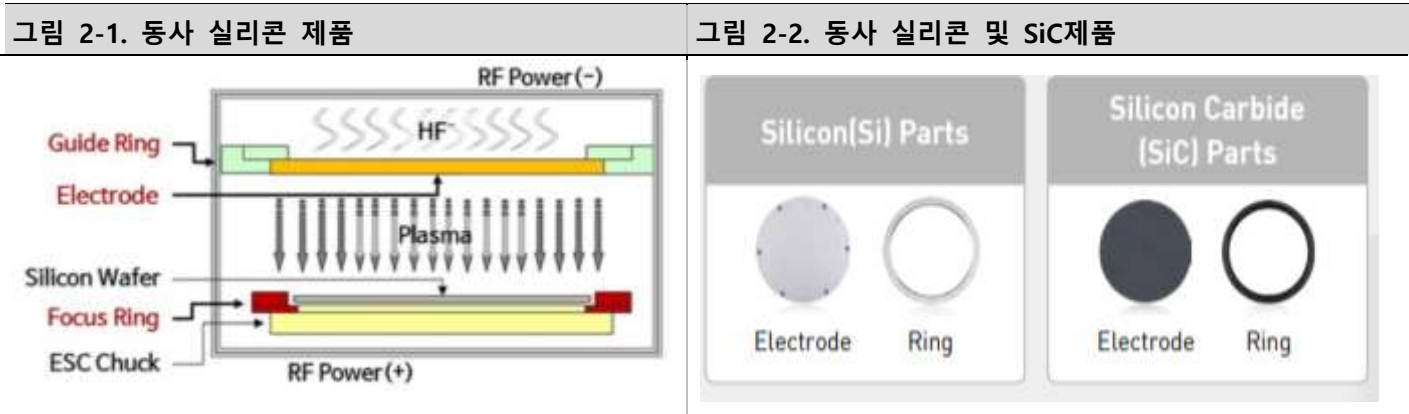 그림 2-1. 동사 실리콘 제품
RF Power(-)
HF⁻
Guide Ring
Electrode
Plasma
Silicon Wafer
Focus Ring
ESC Chuck
RF Power(+)
그림 2-2. 동사 실리콘 및 SiC제품
Silicon(Si) Parts
Electrode Ring
Silicon Carbide
(SiC) Parts
Electrode Ring